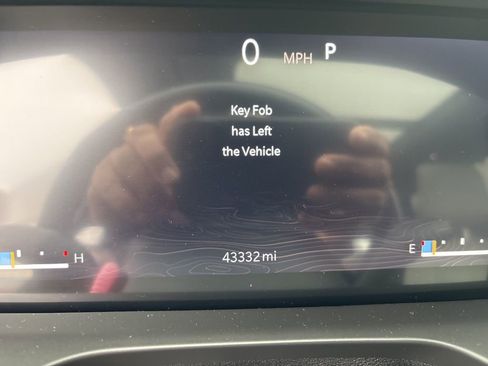 0 MPH P
Key Fob
has Left
the Vehicle
H
43332 mi
E